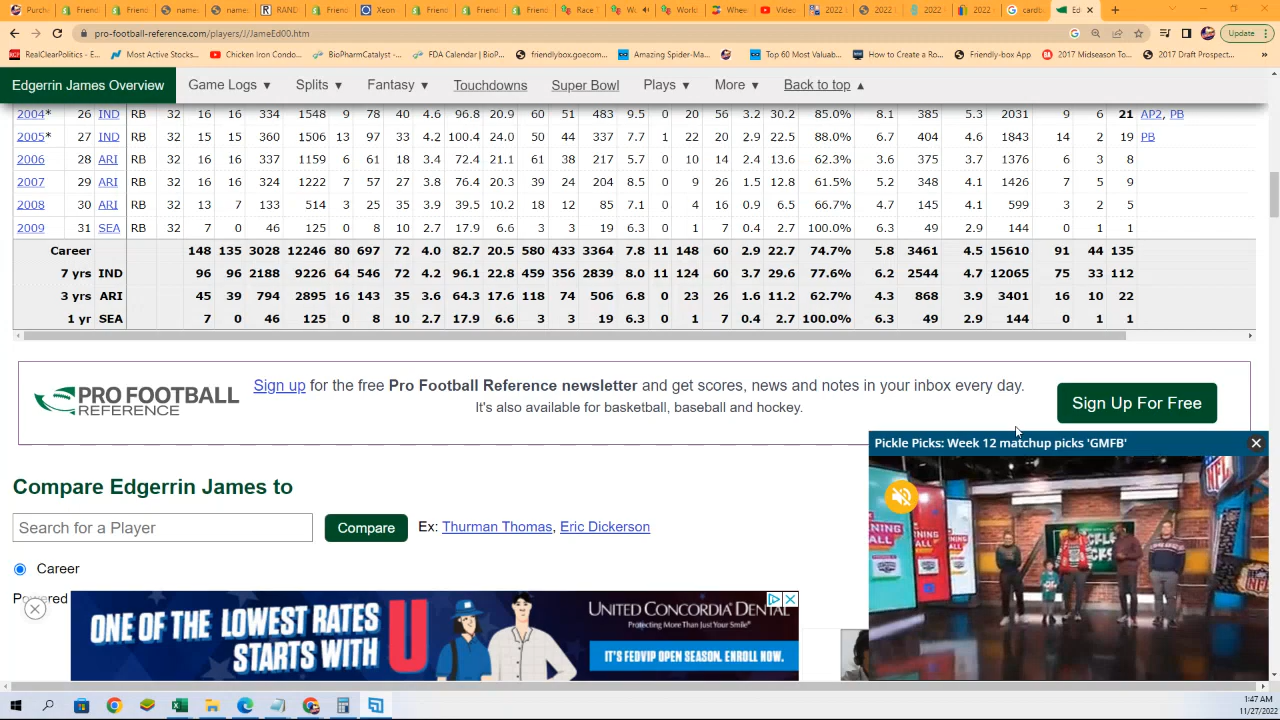 Purcha
Friend
Friend
name:
name:
RAND
Friend
Xeon
Friend
Friend
Friend
Race T
W
World
Wheel
Video
2022
2022
2022
2022
cards
Ed
pro-football-reference.com/players///JameEd00.htm
Update
RealClearPolitics - ...
Most Active Stocks...
Chicken Iron Condo...
BioPharmCatalyst - ...
FDA Calendar | BioP...
friendlybox.goecom...
Amazing Spider-Ma...
Top 60 Most Valuab...
How to Create a Ro...
Friendly-box App
2017 Midseason To...
2017 Draft Prospect...
Edgerrin James Overview Game Logs ▼ Splits ▼ Fantasy ▼ Touchdowns Super Bowl Plays ▼ More ▼ Back to top ▲
2004* 26 IND RB 32 16 16 334 1548 9 78 40 4.6 96.8 20.9 60 51 483 9.5 0 20 56 3.2 30.2 85.0% 8.1 385 5.3 2031 9 6 21 AP2, PB
2005* 27 IND RB 32 15 15 360 1506 13 97 33 4.2 100.4 24.0 50 44 337 7.7 1 22 20 2.9 22.5 88.0% 6.7 404 4.6 1843 14 2 19 PB
2006 28 ARI RB 32 16 16 337 1159 6 61 18 3.4 72.4 21.1 61 38 217 5.7 0 10 14 2.4 13.6 62.3% 3.6 375 3.7 1376 6 3 8
2007 29 ARI RB 32 16 16 324 1222 7 57 27 3.8 76.4 20.3 39 24 204 8.5 0 9 26 1.5 12.8 61.5% 5.2 348 4.1 1426 7 5 9
2008 30 ARI RB 32 13 7 133 514 3 25 35 3.9 39.5 10.2 18 12 85 7.1 0 4 16 0.9 6.5 66.7% 4.7 145 4.1 599 3 2 5
2009 31 SEA RB 32 7 0 46 125 0 8 10 2.7 17.9 6.6 3 3 19 6.3 0 1 7 0.4 2.7 100.0% 6.3 49 2.9 144 0 1 1
Career 148 135 3028 12246 80 697 72 4.0 82.7 20.5 580 433 3364 7.8 11 148 60 2.9 22.7 74.7% 5.8 3461 4.5 15610 91 44 135
7 yrs IND 96 96 2188 9226 64 546 72 4.2 96.1 22.8 459 356 2839 8.0 11 124 60 3.7 29.6 77.6% 6.2 2544 4.7 12065 75 33 112
3 yrs ARI 45 39 794 2895 16 143 35 3.6 64.3 17.6 118 74 506 6.8 0 23 26 1.6 11.2 62.7% 4.3 868 3.9 3401 16 10 22
1 yr SEA 7 0 46 125 0 8 10 2.7 17.9 6.6 3 3 19 6.3 0 1 7 0.4 2.7 100.0% 6.3 49 2.9 144 0 1 1
PRO FOOTBALL
REFERENCE
Sign up for the free Pro Football Reference newsletter and get scores, news and notes in your inbox every day.
It's also available for basketball, baseball and hockey.
Sign Up For Free
Pickle Picks: Week 12 matchup picks 'GMFB'
Compare Edgerrin James to
Search for a Player
Compare
Ex: Thurman Thomas, Eric Dickerson
Career
Powered
ONE OF THE LOWEST RATES
STARTS WITH U
UNITED CONCORDIA DENTAL
Protecting More Than Just Your Smile®
IT'S FEDVIP OPEN SEASON. ENROLL NOW.
NFL
1:47 AM
11/27/2022